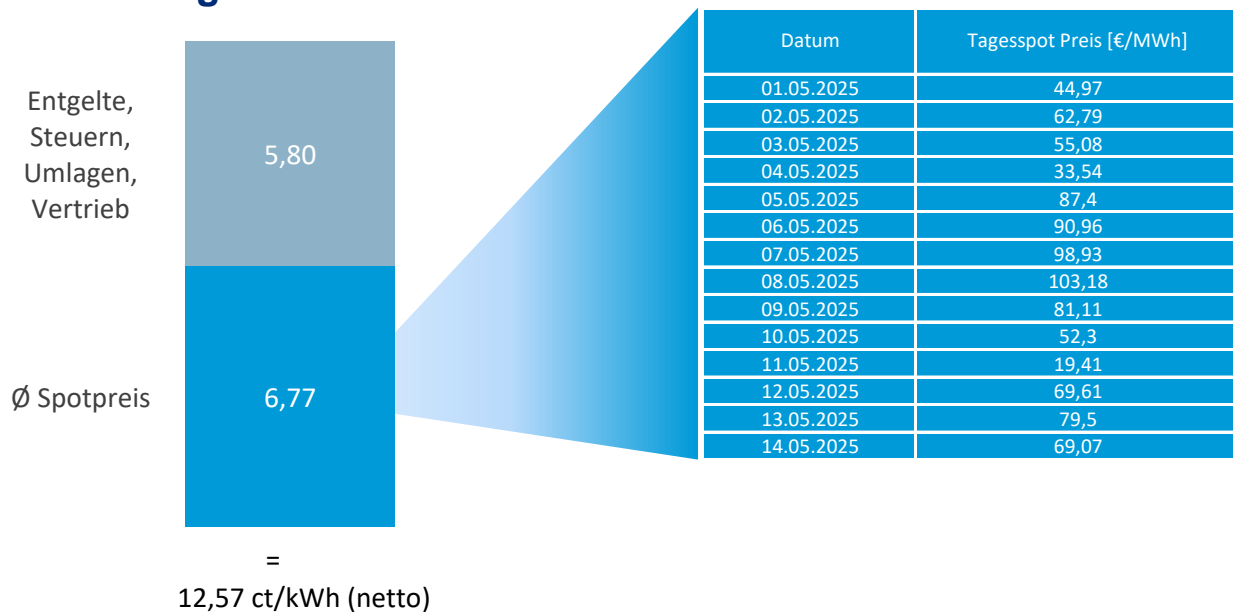 Entgelte,
Steuern,
Umlagen,
Vertrieb
5,80
Ø Spotpreis
6,77
=
12,57 ct/kWh (netto)
Datum Tagesspot Preis [€/MWh]
01.05.2025 44,97
02.05.2025 62,79
03.05.2025 55,08
04.05.2025 33,54
05.05.2025 87,4
06.05.2025 90,96
07.05.2025 98,93
08.05.2025 103,18
09.05.2025 81,11
10.05.2025 52,3
11.05.2025 19,41
12.05.2025 69,61
13.05.2025 79,5
14.05.2025 69,07